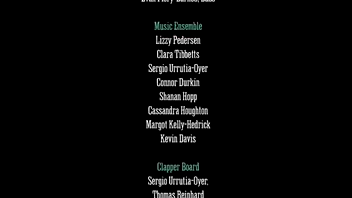 Music Ensemble
Lizzy Pedersen
Clara Tibbetts
Sergio Urrutia-Oyer
Connor Durkin
Shanan Hopp
Cassandra Houghton
Margot Kelly-Hedrick
Kevin Davis
Clapper Board
Sergio Urrutia-Oyer,
Thomas Reinhard